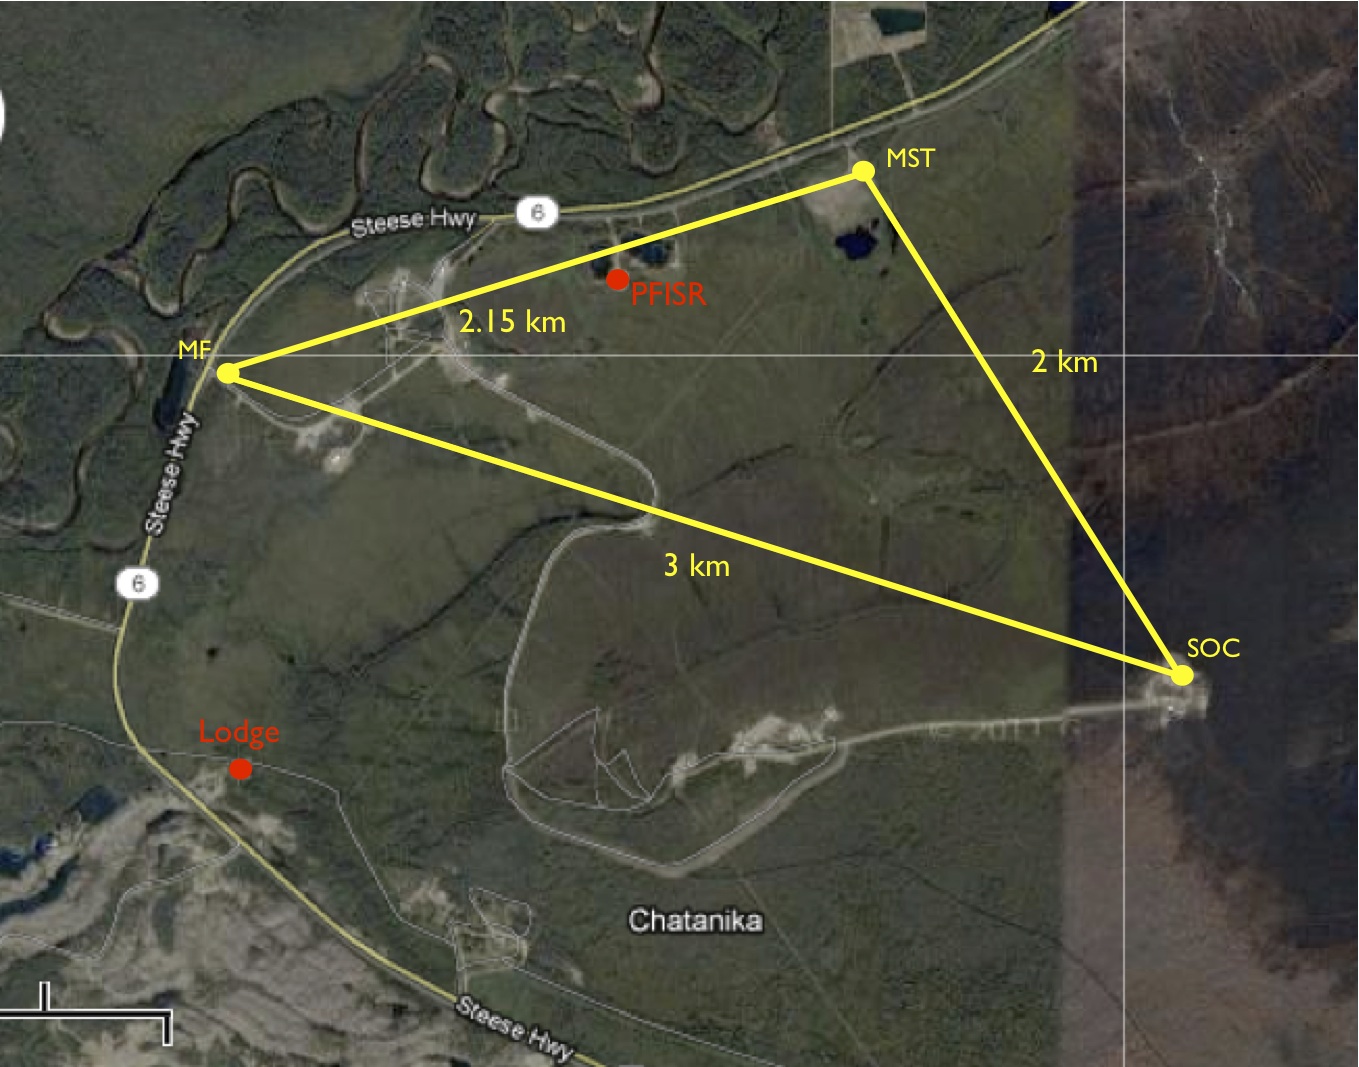 MST
6
Steese Hwy
PFISR
2.15 km
MF
2 km
Steese Hwy
3 km
6
SOC
Lodge
Chatanika
Steese Hwy